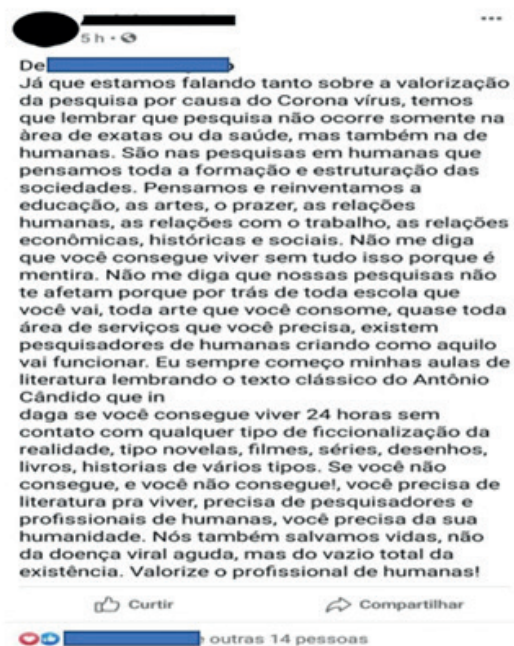 5 h
De
Já que estamos falando tanto sobre a valorização
da pesquisa por causa do Corona vírus, temos
que lembrar que pesquisa não ocorre somente na
àrea de exatas ou da saúde, mas também na de
humanas. São nas pesquisas em humanas que
pensamos toda a formação e estruturação das
sociedades. Pensamos e reinventamos a
educação, as artes, o prazer, as relações
humanas, as relações com o trabalho, as relações
econômicas, históricas e sociais. Não me diga
que você consegue viver sem tudo isso porque é
mentira. Não me diga que nossas pesquisas não
te afetam porque por trás de toda escola que
você vai, toda arte que você consome, quase toda
área de serviços que você precisa, existem
pesquisadores de humanas criando como aquilo
vai funcionar. Eu sempre começo minhas aulas de
literatura lembrando o texto clássico do Antônio
Cândido que in
daga se você consegue viver 24 horas sem
contato com qualquer tipo de ficcionalização da
realidade, tipo novelas, filmes, séries, desenhos,
livros, historias de vários tipos. Se você não
consegue, e você não consegue!, você precisa de
literatura pra viver, precisa de pesquisadores e
profissionais de humanas, você precisa da sua
humanidade. Nós também salvamos vidas, não
da doença viral aguda, mas do vazio total da
existência. Valorize o profissional de humanas!
Curtir Compartilhar
outras 14 pessoas